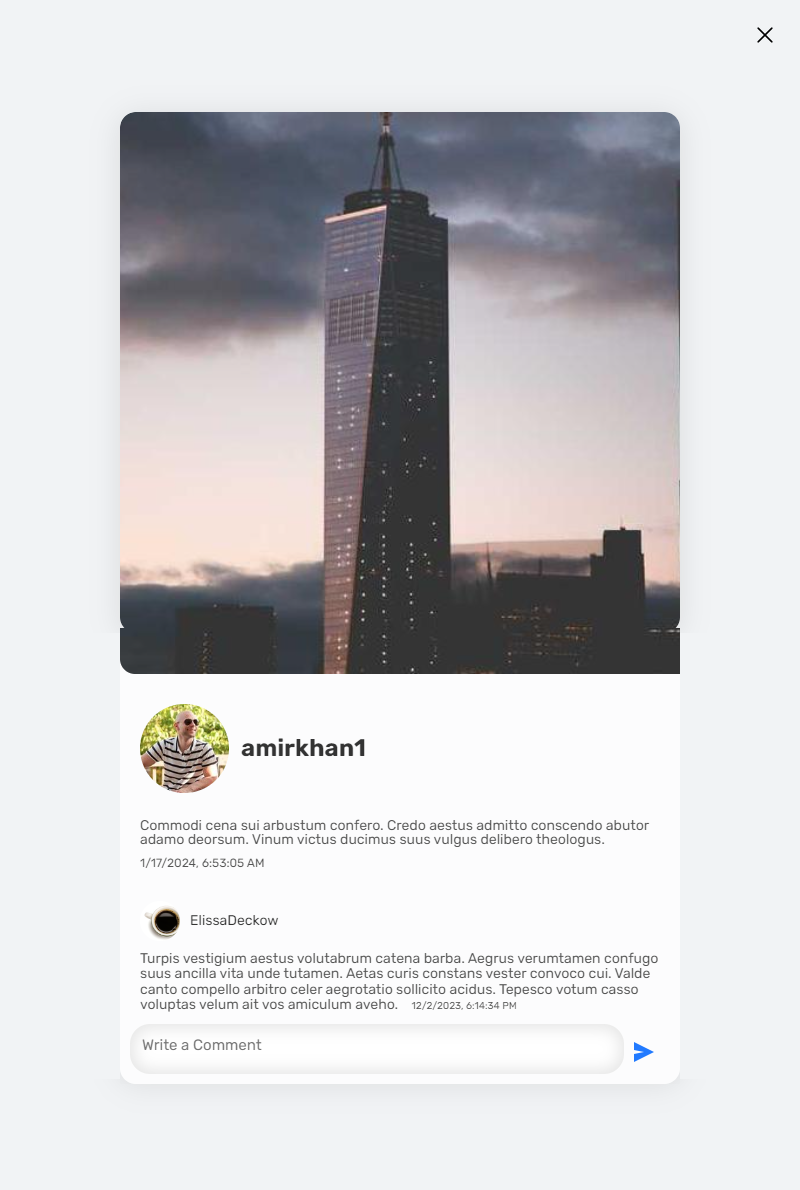 amirkhan1
Commodi cena sui arbustum confero. Credo aestus admitto conscendo abutor
adamo deorsum. Vinum victus ducimus suus vulgus delibero theologus.
1/17/2024, 6:53:05 AM
ElissaDeckow
Turpis vestigium aestus volutabrum catena barba. Aegrus verumtamen confugo
suus ancilla vita unde tutamen. Aetas curis constans vester convoco cui. Valde
canto compello arbitro celer aegrotatio sollicito acidus. Tepesco votum casso
voluptas velum ait vos amiculum aveho. 12/2/2023, 6:14:34 PM
Write a Comment